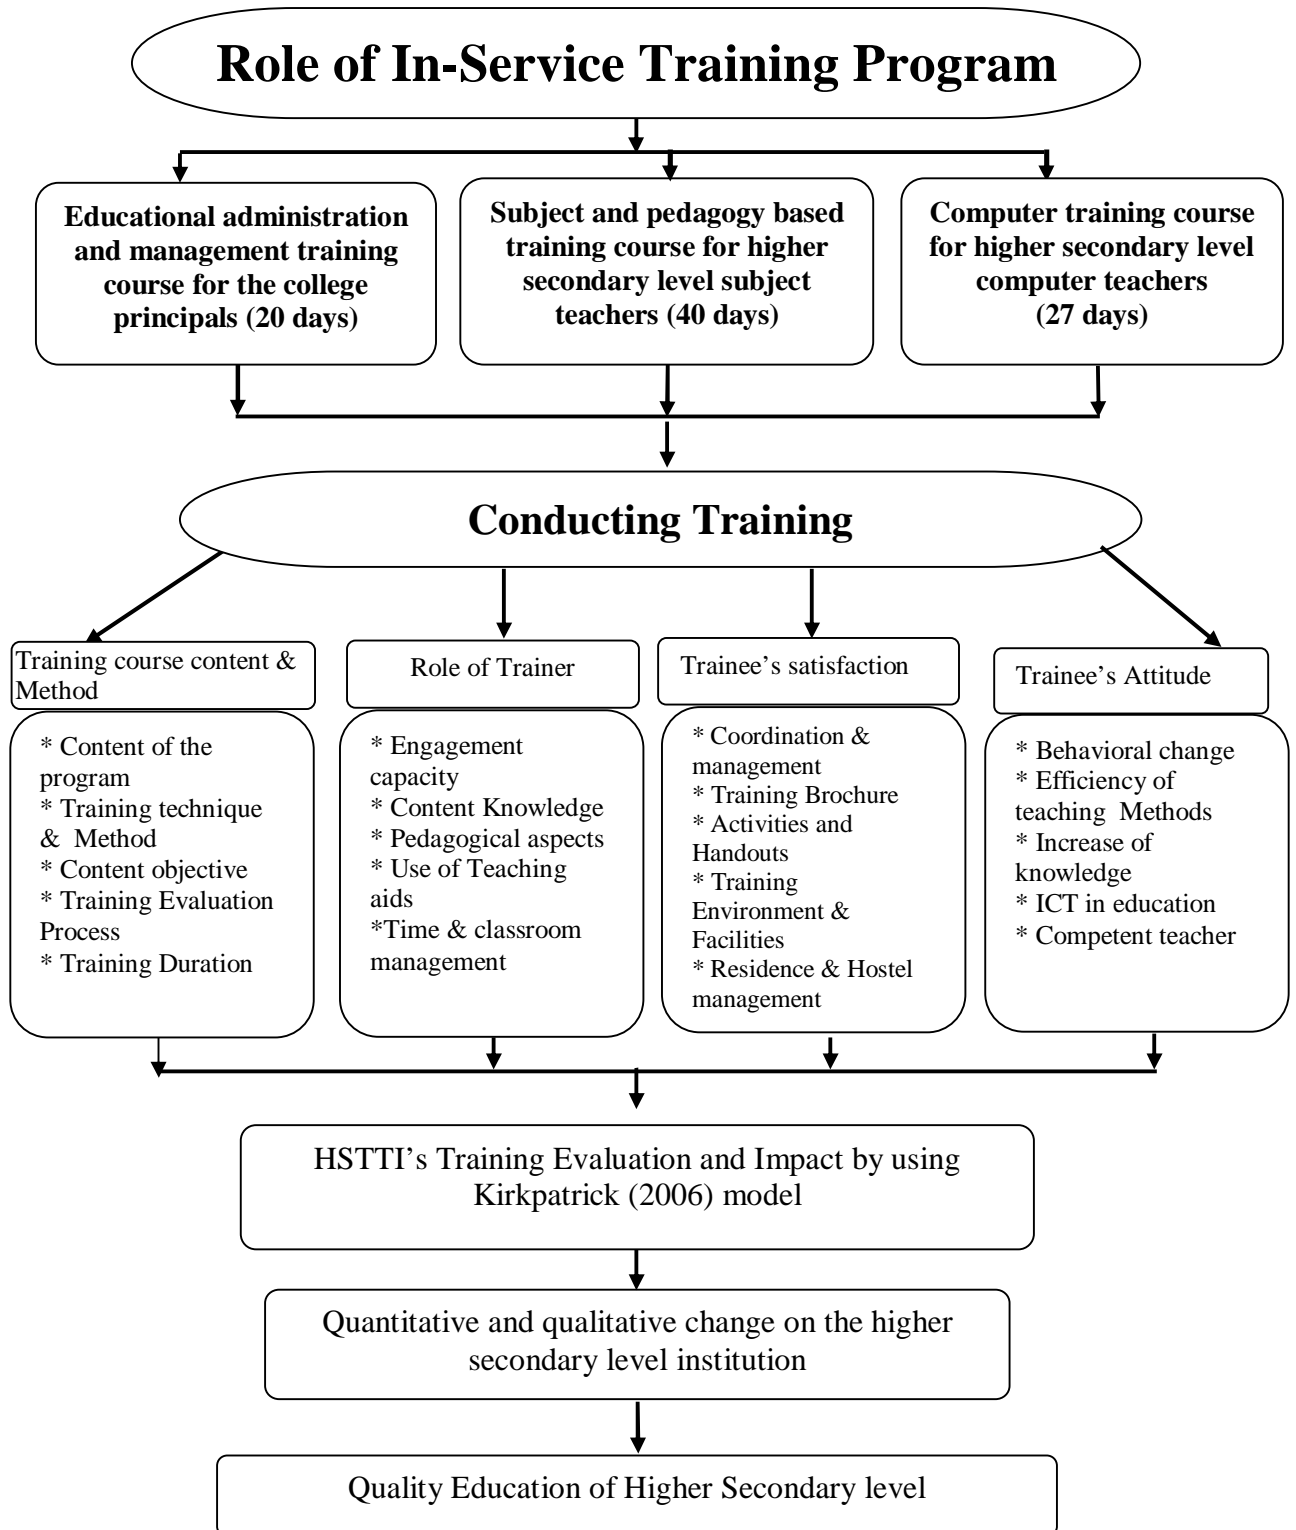 Role of In-Service Training Program
Educational administration
and management training
course for the college
principals (20 days)
Subject and pedagogy based
training course for higher
secondary level subject
teachers (40 days)
Computer training course
for higher secondary level
computer teachers
(27 days)
Conducting Training
Training course content &
Method
* Content of the
program
* Training technique
& Method
* Content objective
* Training Evaluation
Process
* Training Duration
Role of Trainer
* Engagement
capacity
* Content Knowledge
* Pedagogical aspects
* Use of Teaching
aids
*Time & classroom
management
Trainee’s satisfaction
* Coordination &
management
* Training Brochure
* Activities and
Handouts
* Training
Environment &
Facilities
* Residence & Hostel
management
Trainee’s Attitude
* Behavioral change
* Efficiency of
teaching Methods
* Increase of
knowledge
* ICT in education
* Competent teacher
HSTTI’s Training Evaluation and Impact by using
Kirkpatrick (2006) model
Quantitative and qualitative change on the higher
secondary level institution
Quality Education of Higher Secondary level